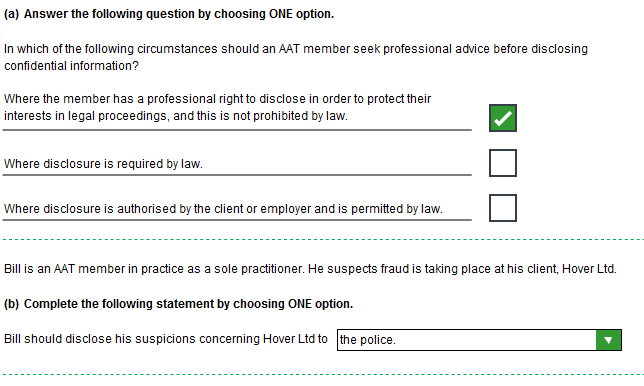 (a) Answer the following question by choosing ONE option.
In which of the following circumstances should an AAT member seek professional advice before disclosing
confidential information?
Where the member has a professional right to disclose in order to protect their
interests in legal proceedings, and this is not prohibited by law.
Where disclosure is required by law.
Where disclosure is authorised by the client or employer and is permitted by law.
Bill is an AAT member in practice as a sole practitioner. He suspects fraud is taking place at his client, Hover Ltd.
(b) Complete the following statement by choosing ONE option.
Bill should disclose his suspicions concerning Hover Ltd to the police.